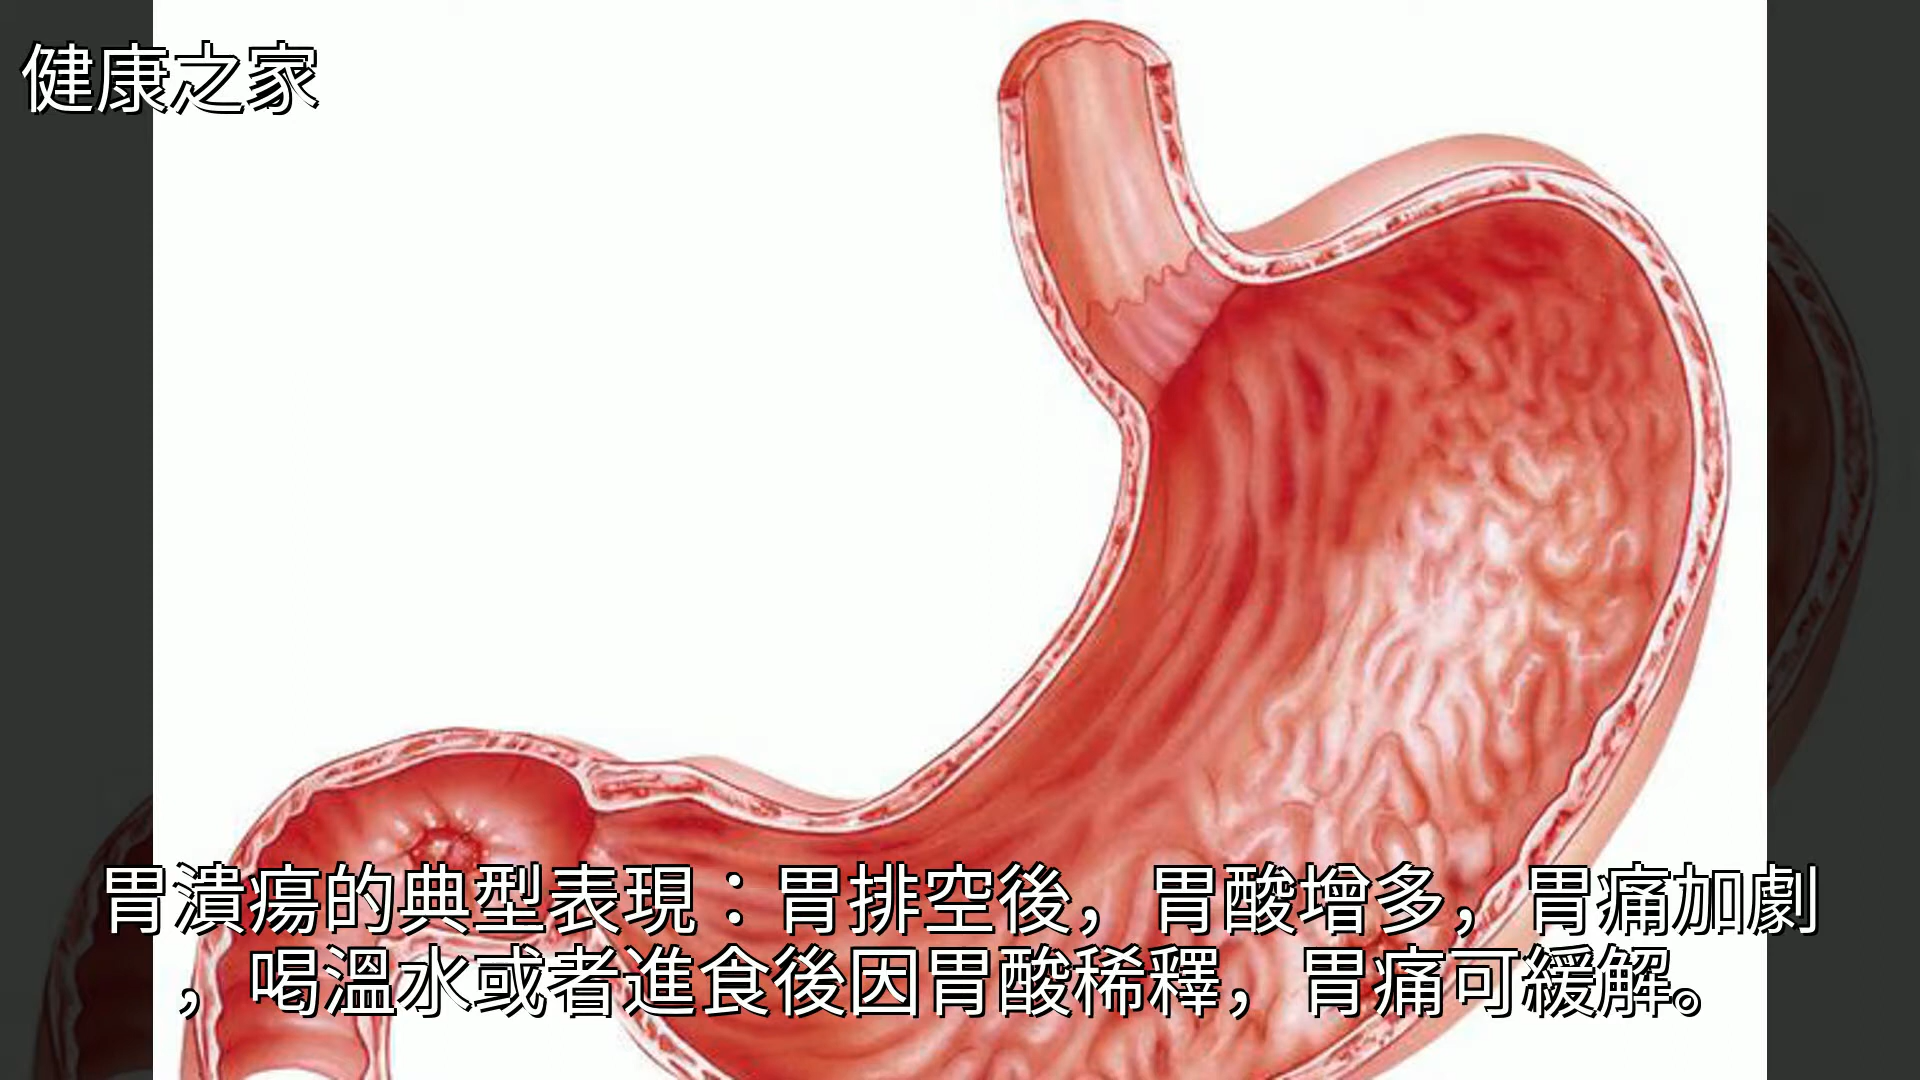 健康之家
胃潰瘍的典型表現：胃排空後，胃酸增多，胃痛加劇
，喝溫水或者進食後因胃酸稀釋，胃痛可緩解。